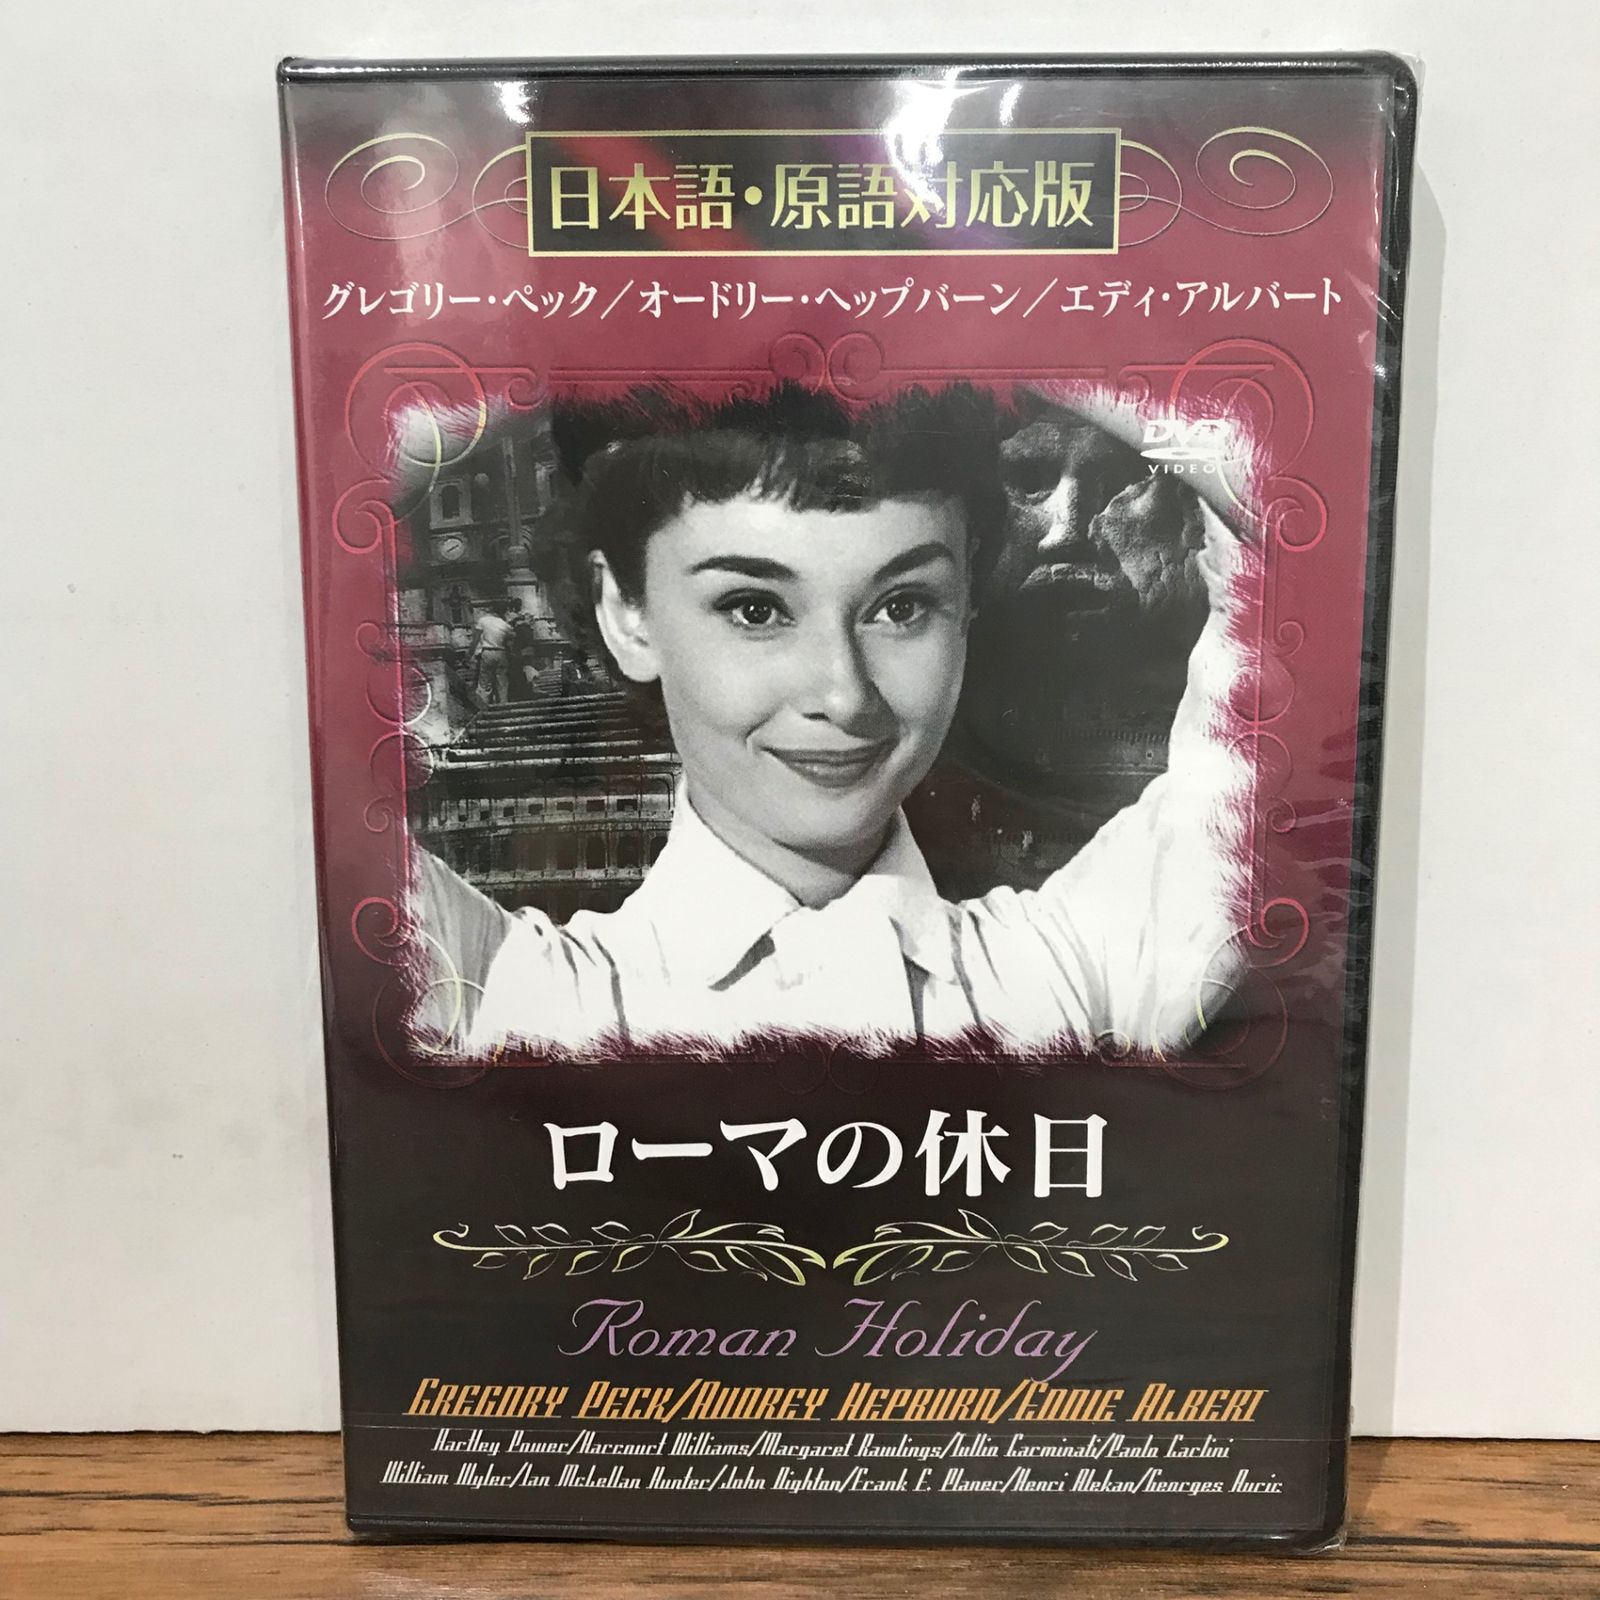 日本語・原語対応版
グレゴリー・ペック/オードリー・ヘップバーン/エディ・アルバート
DVD
VIDEO
ローマの休日
Roman Holiday
GREGORY PECK/AUDREY HEPBURN/EDDIE ALBERT
Hartley Power/Harcourt Williams/Margaret Rawlings/Tullio Carminati/Paolo Carlini
William Wyler/Ian McLellan Hunter/John Dighton/Frank F. Planer/Henri Alekan/Georges Auric